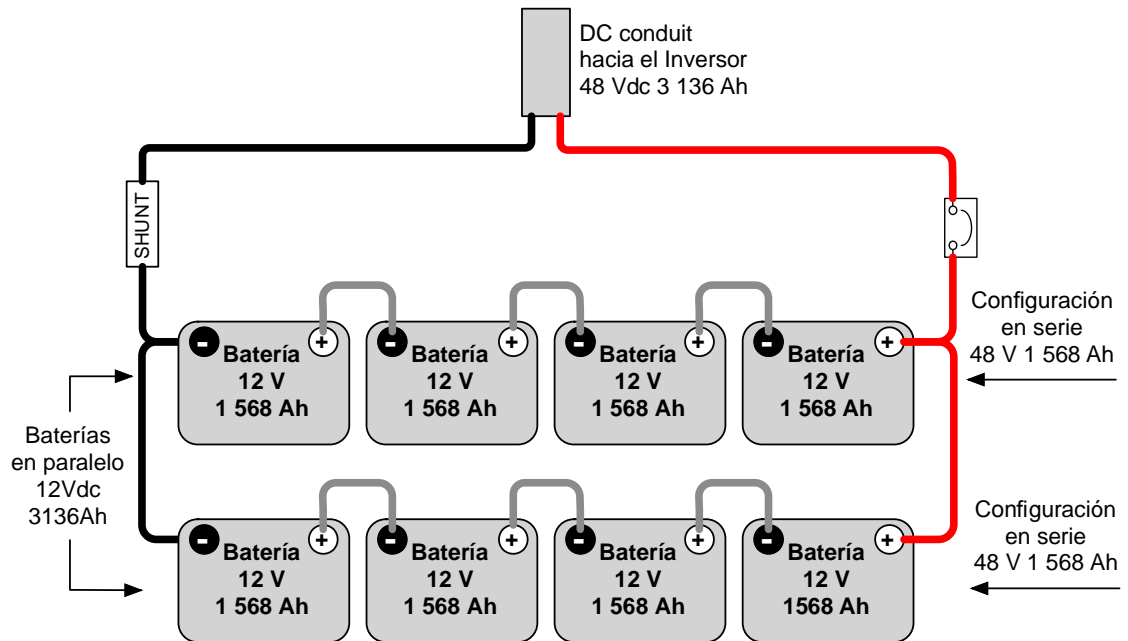 DC conduit
hacia el Inversor
48 Vdc 3 136 Ah
SHUNT
Configuración
en serie
48 V 1 568 Ah
- Batería +
12 V
1 568 Ah
- Batería +
12 V
1 568 Ah
- Batería +
12 V
1 568 Ah
- Batería +
12 V
1 568 Ah
Baterías
en paralelo
12Vdc
3136Ah
Configuración
en serie
48 V 1 568 Ah
- Batería +
12 V
1 568 Ah
- Batería +
12 V
1 568 Ah
- Batería +
12 V
1 568 Ah
- Batería +
12 V
1568 Ah